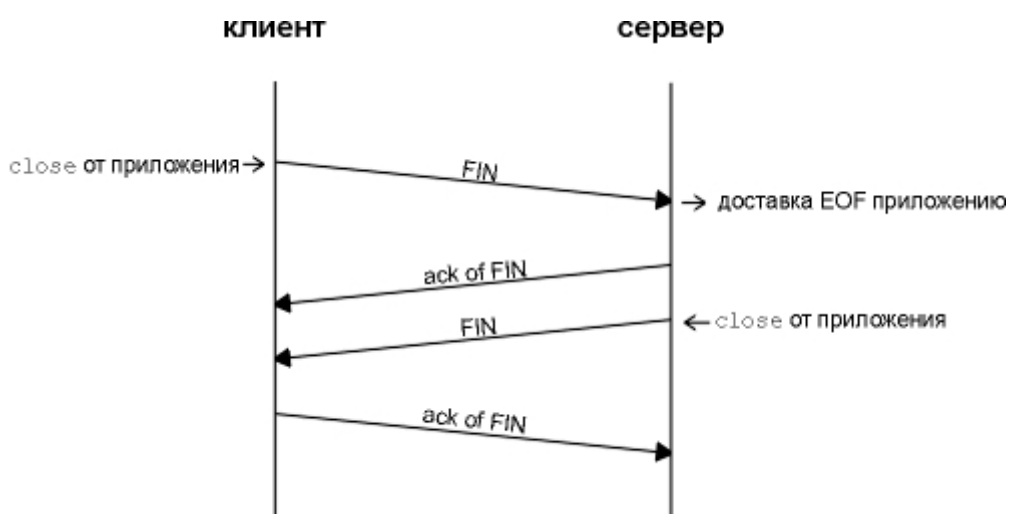 клиент сервер
close от приложения
FIN
доставка EOF приложению
ack of FIN
FIN
close от приложения
ack of FIN